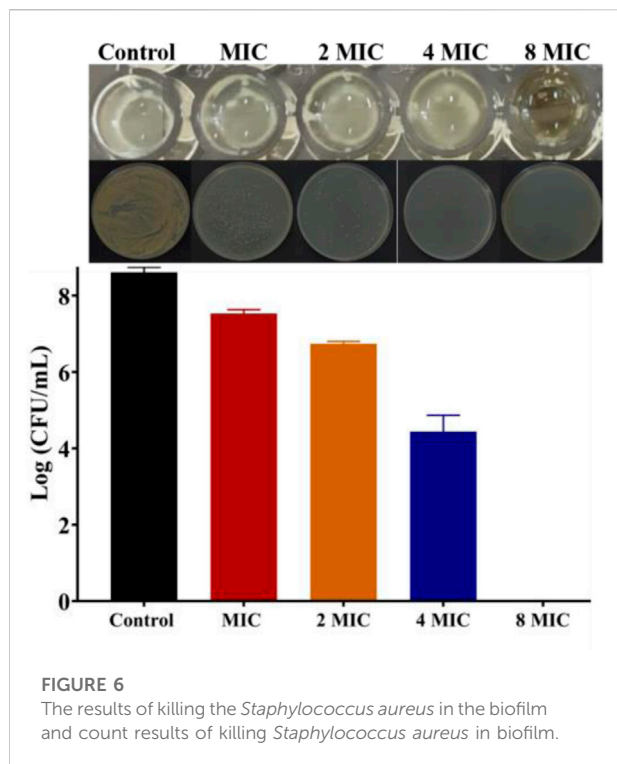 Control MIC 2 MIC 4 MIC 8 MIC
8
6
4
2
0
Log (CFU/mL)
Control MIC 2 MIC 4 MIC 8 MIC
FIGURE 6
The results of killing the Staphylococcus aureus in the biofilm
and count results of killing Staphylococcus aureus in biofilm.